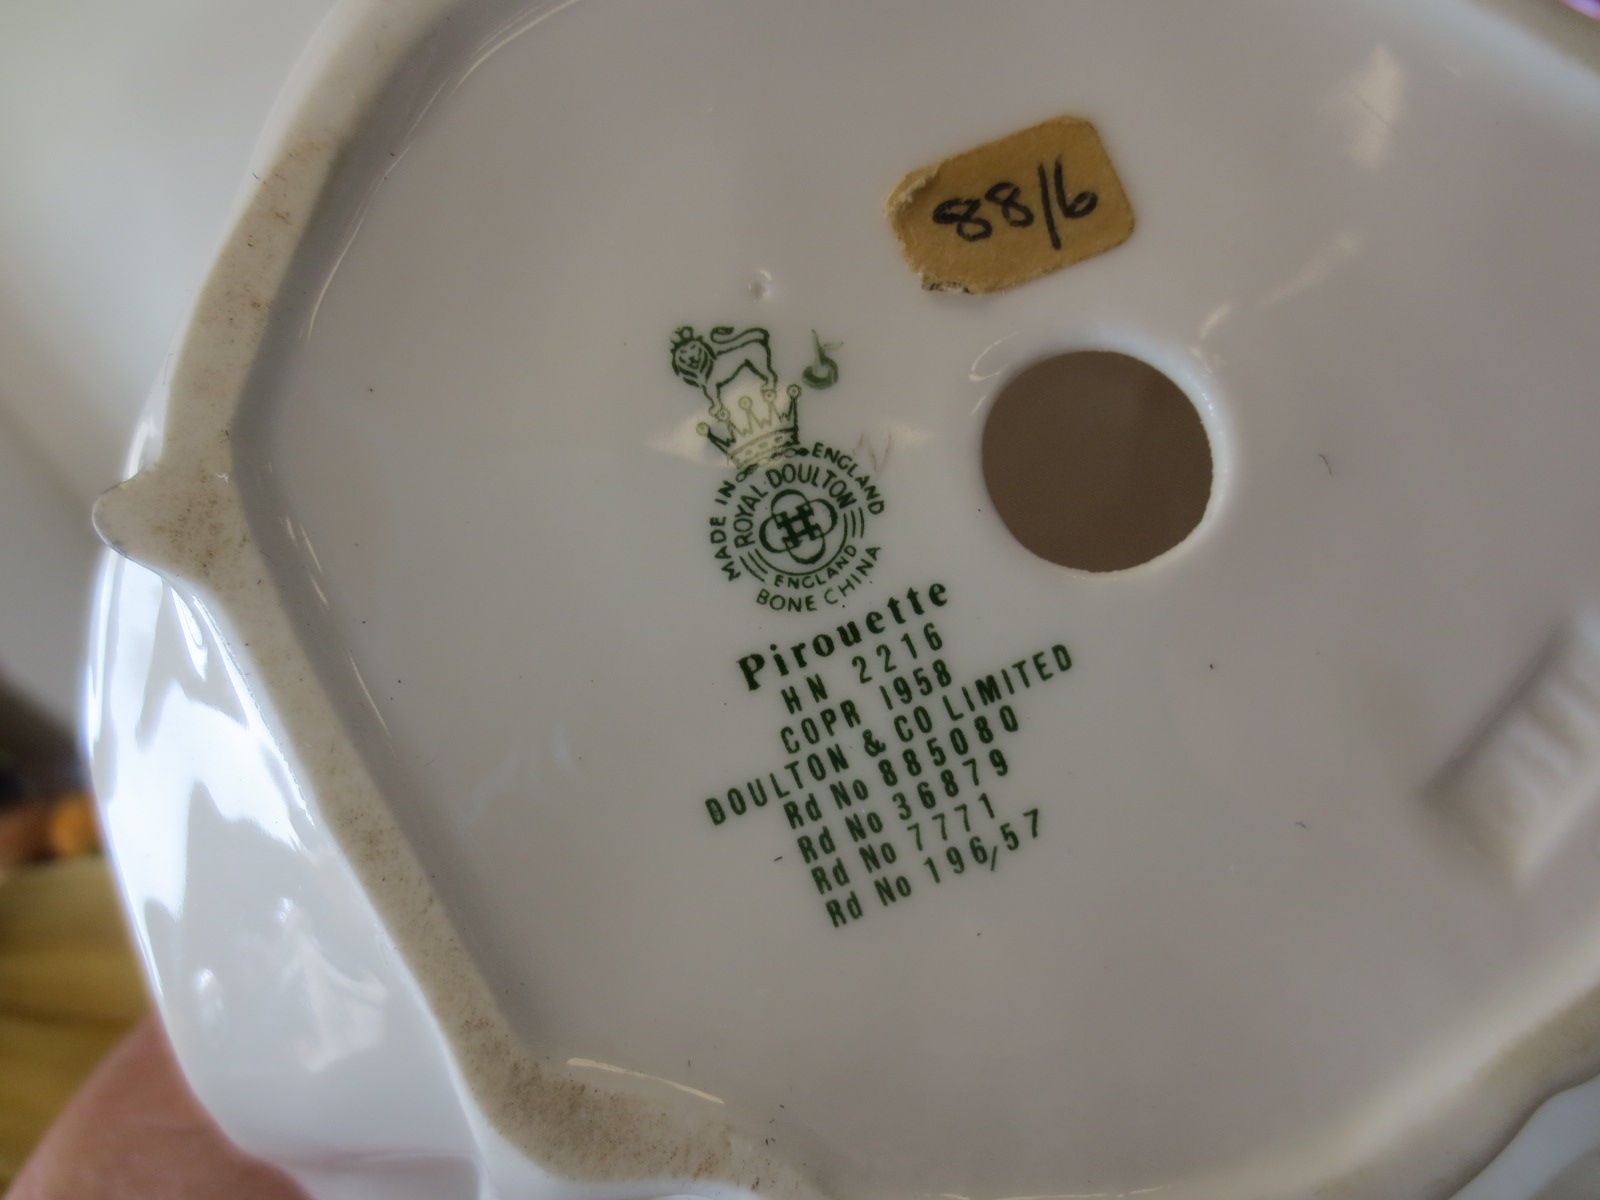 88/6
MADE IN ENGLAND
ROYAL DOULTON
ENGLAND
BONE CHINA
Pirouette
HN 2216
COPR 1958
DOULTON & CO LIMITED
Rd No 885080
Rd No 36879
Rd No 7771
Rd No 196/57